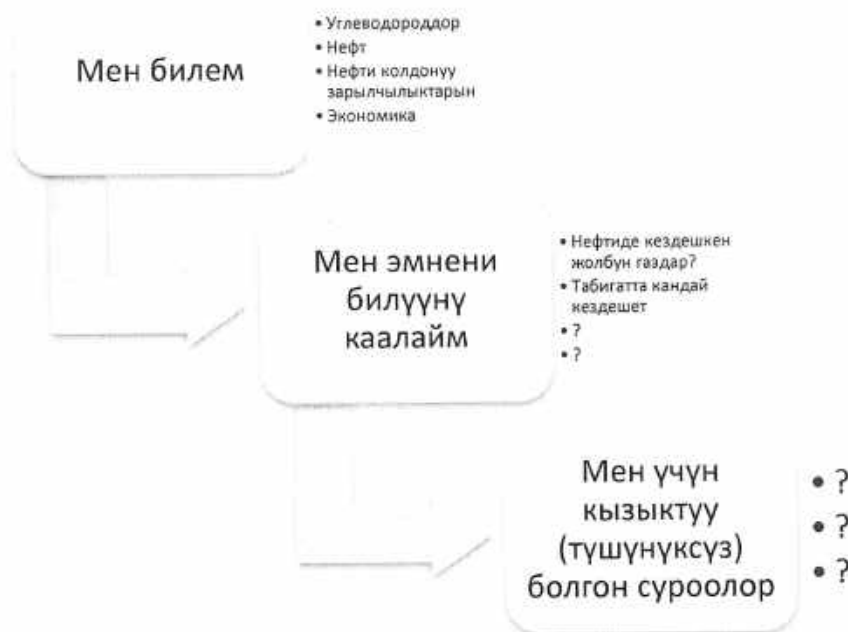 Мен билем
• Углеводороддор
• Нефт
• Нефти колдонуу
зарылчылыктарын
• Экономика
Мен эмнени
билүүнү
каалайм
• Нефтиде кездешкен
жолбун газдар?
• Табигатта кандай
кездешет
• ?
• ?
Мен үчүн
кызыктуу
(түшүнүксүз)
болгон суроолор
• ?
• ?
• ?